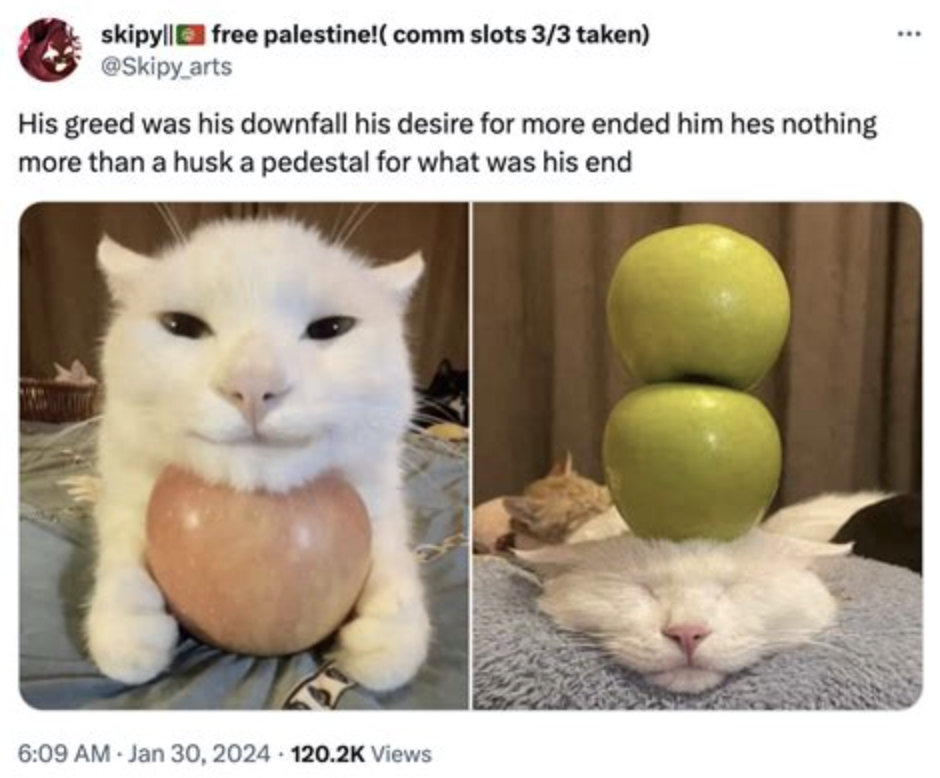 skipy||🇵🇹 free palestine!( comm slots 3/3 taken)
@Skipy_arts
His greed was his downfall his desire for more ended him hes nothing
more than a husk a pedestal for what was his end
6:09 AM · Jan 30, 2024 · 120.2K Views